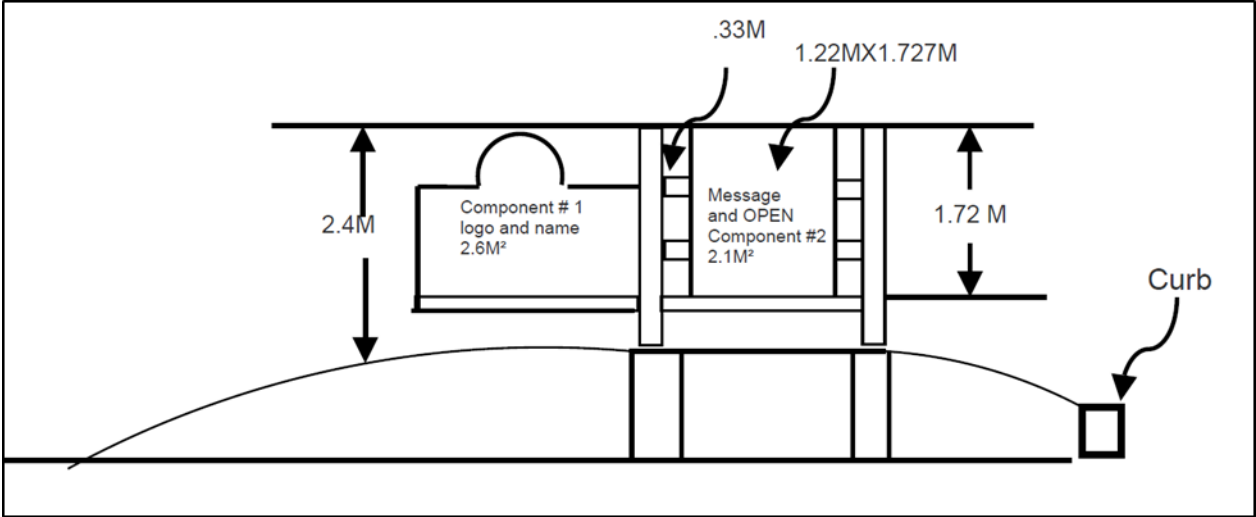 .33M
1.22MX1.727M
2.4M
Component # 1
logo and name
2.6M²
Message
and OPEN
Component #2
2.1M²
1.72 M
Curb